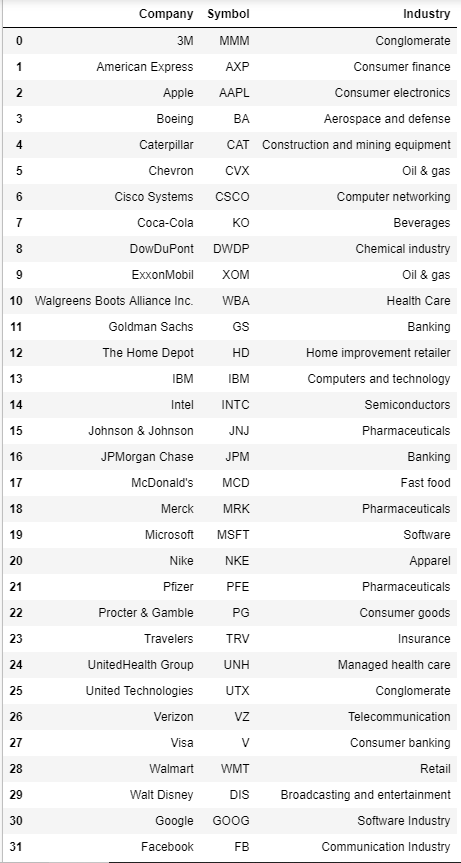 Company Symbol Industry
0 3M MMM Conglomerate
1 American Express AXP Consumer finance
2 Apple AAPL Consumer electronics
3 Boeing BA Aerospace and defense
4 Caterpillar CAT Construction and mining equipment
5 Chevron CVX Oil & gas
6 Cisco Systems CSCO Computer networking
7 Coca-Cola KO Beverages
8 DowDuPont DWDP Chemical industry
9 ExxonMobil XOM Oil & gas
10 Walgreens Boots Alliance Inc. WBA Health Care
11 Goldman Sachs GS Banking
12 The Home Depot HD Home improvement retailer
13 IBM IBM Computers and technology
14 Intel INTC Semiconductors
15 Johnson & Johnson JNJ Pharmaceuticals
16 JPMorgan Chase JPM Banking
17 McDonald's MCD Fast food
18 Merck MRK Pharmaceuticals
19 Microsoft MSFT Software
20 Nike NKE Apparel
21 Pfizer PFE Pharmaceuticals
22 Procter & Gamble PG Consumer goods
23 Travelers TRV Insurance
24 UnitedHealth Group UNH Managed health care
25 United Technologies UTX Conglomerate
26 Verizon VZ Telecommunication
27 Visa V Consumer banking
28 Walmart WMT Retail
29 Walt Disney DIS Broadcasting and entertainment
30 Google GOOG Software Industry
31 Facebook FB Communication Industry